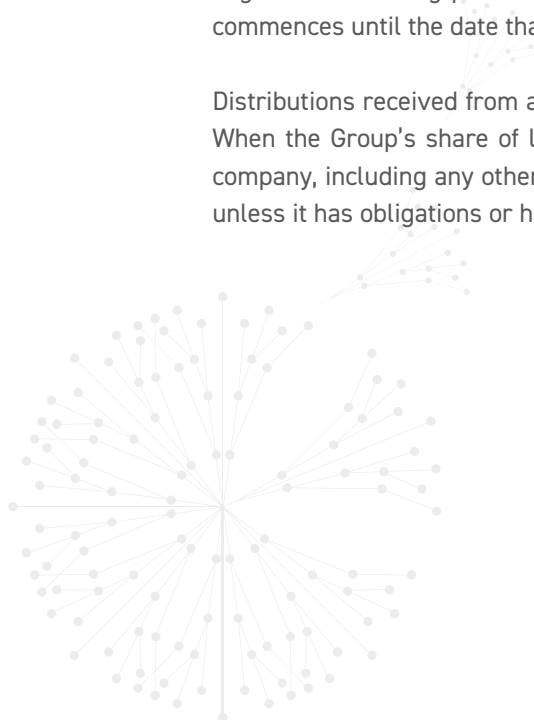 commences until the date
Distributions received from
When the Group's share of
company, including any other
unless it has obligations or